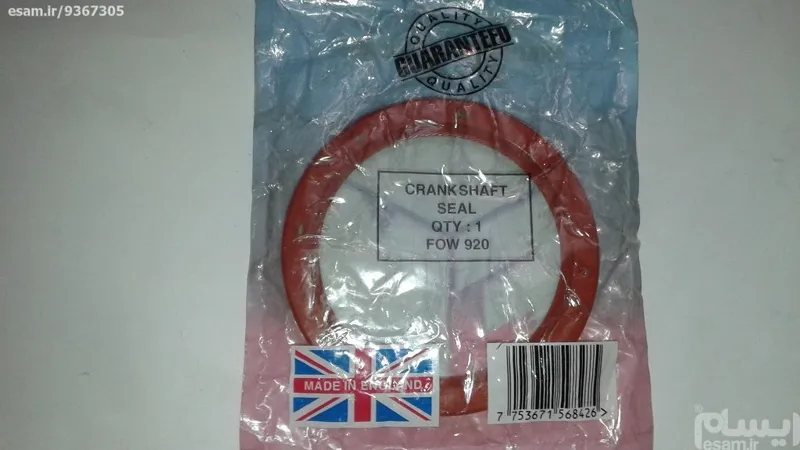 esam.ir/9367305
QUALITY
GUARANTEED
QUALITY
CRANKSHAFT
SEAL
QTY : 1
FOW 920
MADE IN ENGLAND
7 753671 568426 >
ایسام
esam.ir